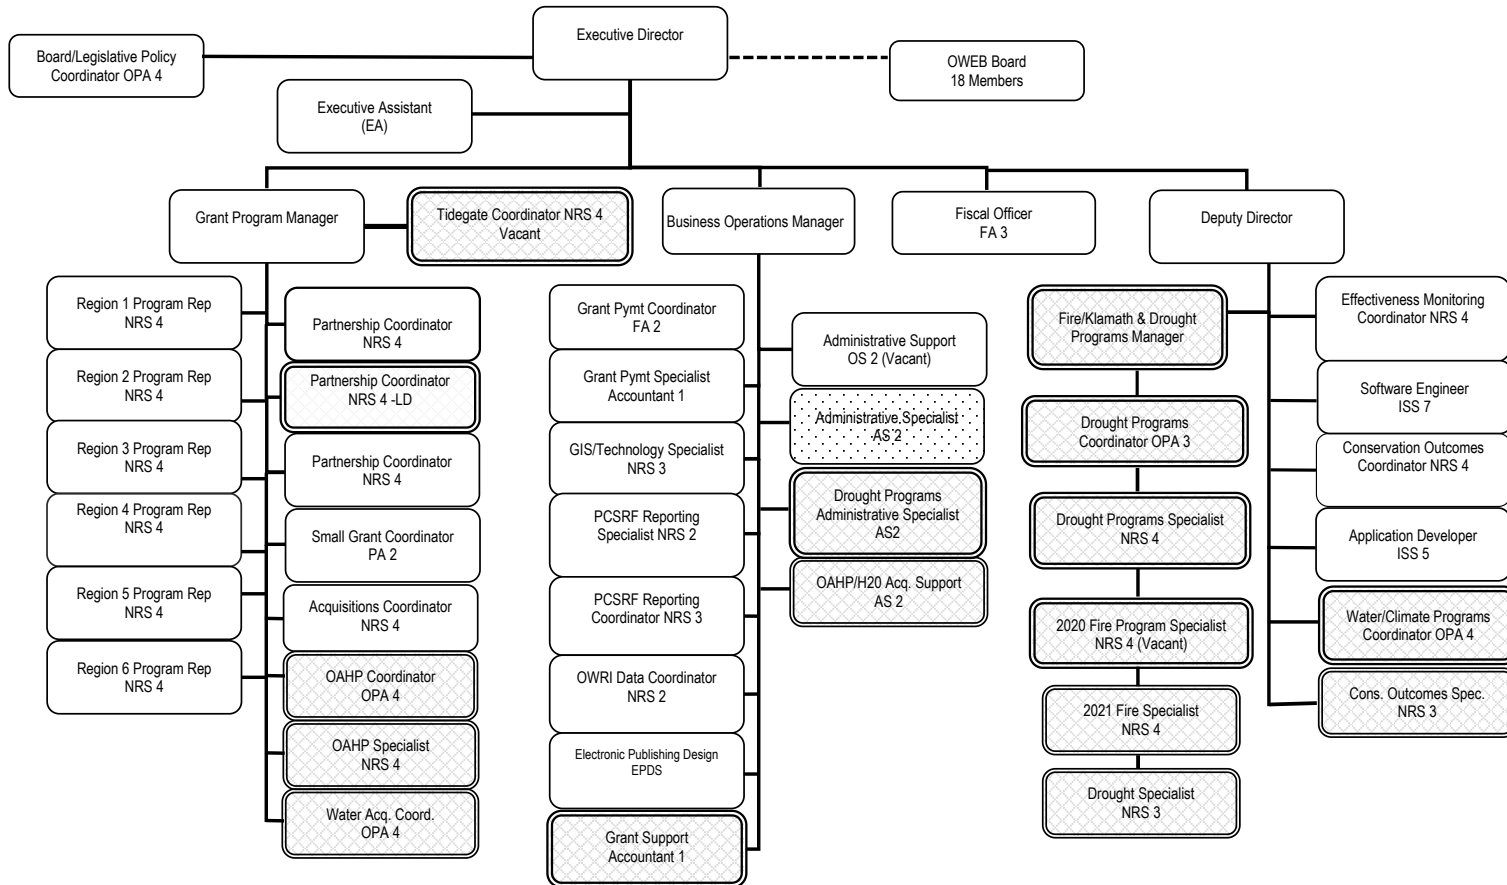 Executive Director
Board/Legislative Policy
Coordinator OPA 4
OWEB Board
18 Members
Executive Assistant
(EA)
Grant Program Manager
Tidegate Coordinator NRS 4
Vacant
Business Operations Manager
Fiscal Officer
FA 3
Deputy Director
Region 1 Program Rep
NRS 4
Region 2 Program Rep
NRS 4
Region 3 Program Rep
NRS 4
Region 4 Program Rep
NRS 4
Region 5 Program Rep
NRS 4
Region 6 Program Rep
NRS 4
Partnership Coordinator
NRS 4
Partnership Coordinator
NRS 4 -LD
Partnership Coordinator
NRS 4
Small Grant Coordinator
PA 2
Acquisitions Coordinator
NRS 4
OAHP Coordinator
OPA 4
OAHP Specialist
NRS 4
Water Acq. Coord.
OPA 4
Grant Pymt Coordinator
FA 2
Grant Pymt Specialist
Accountant 1
GIS/Technology Specialist
NRS 3
PCSRF Reporting
Specialist NRS 2
PCSRF Reporting
Coordinator NRS 3
OWRI Data Coordinator
NRS 2
Electronic Publishing Design
EPDS
Grant Support
Accountant 1
Administrative Support
OS 2 (Vacant)
Administrative Specialist
AS 2
Drought Programs
Administrative Specialist
AS2
OAHP/H20 Acq. Support
AS 2
Fire/Klamath & Drought
Programs Manager
Drought Programs
Coordinator OPA 3
Drought Programs Specialist
NRS 4
2020 Fire Program Specialist
NRS 4 (Vacant)
2021 Fire Specialist
NRS 4
Drought Specialist
NRS 3
Effectiveness Monitoring
Coordinator NRS 4
Software Engineer
ISS 7
Conservation Outcomes
Coordinator NRS 4
Application Developer
ISS 5
Water/Climate Programs
Coordinator OPA 4
Cons. Outcomes Spec.
NRS 3